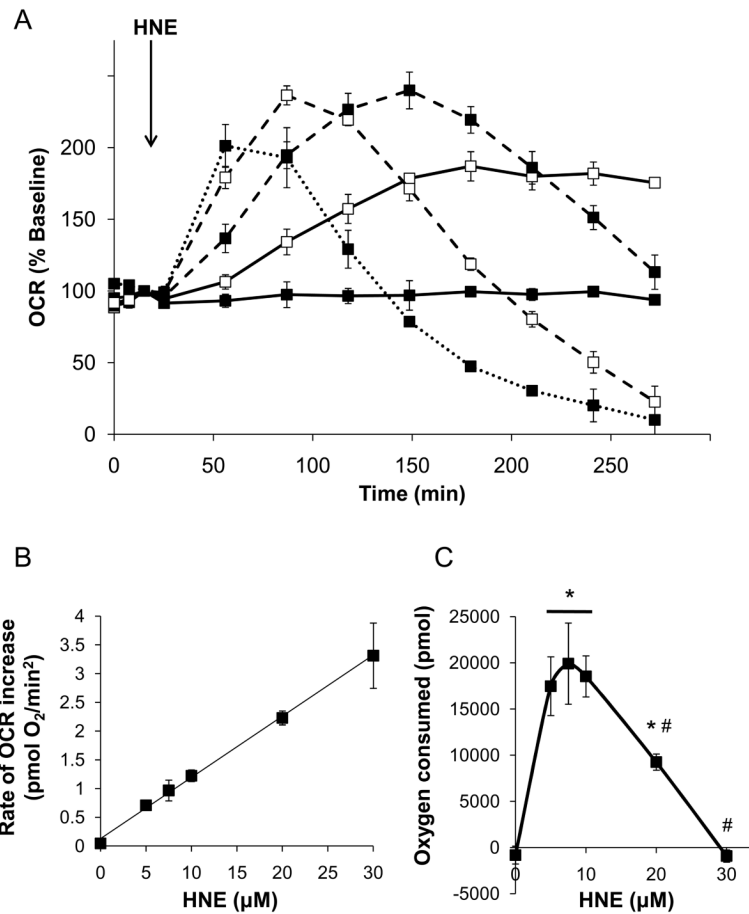 A
HNE
OCR (% Baseline)
200
150
100
50
0
0 50 100 150 200 250
Time (min)
B
Rate of OCR increase
(pmol O₂/min²)
4
3.5
3
2.5
2
1.5
1
0.5
0
0 5 10 15 20 25 30
HNE (µM)
C
Oxygen consumed (pmol)
25000
20000
15000
10000
5000
0
-5000
*
* #
#
0 10 20 30
HNE (µM)